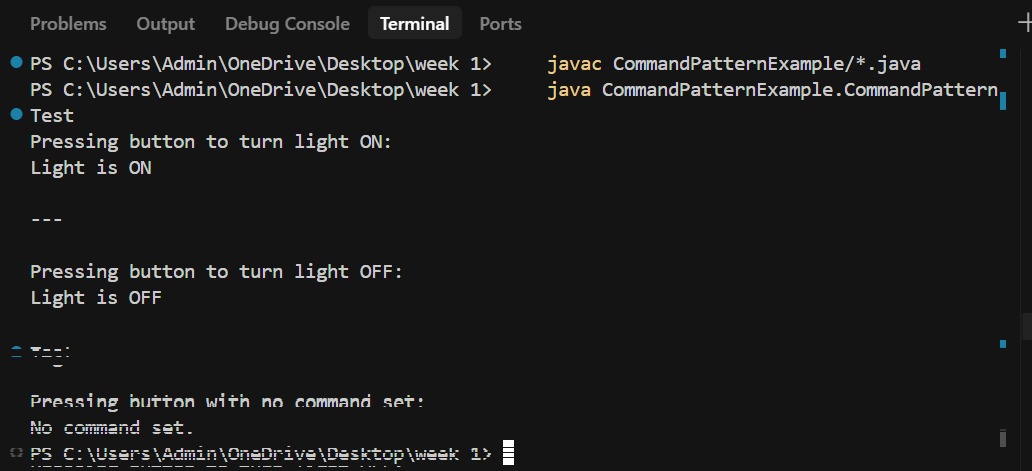 Problems Output Debug Console Terminal Ports
PS C:\Users\Admin\OneDrive\Desktop\week 1> javac CommandPatternExample/*.java
PS C:\Users\Admin\OneDrive\Desktop\week 1> java CommandPatternExample.CommandPattern
Test
Pressing button to turn light ON:
Light is ON
---
Pressing button to turn light OFF:
Light is OFF
Pressing button with no command set:
No command set.
PS C:\Users\Admin\OneDrive\Desktop\week 1>